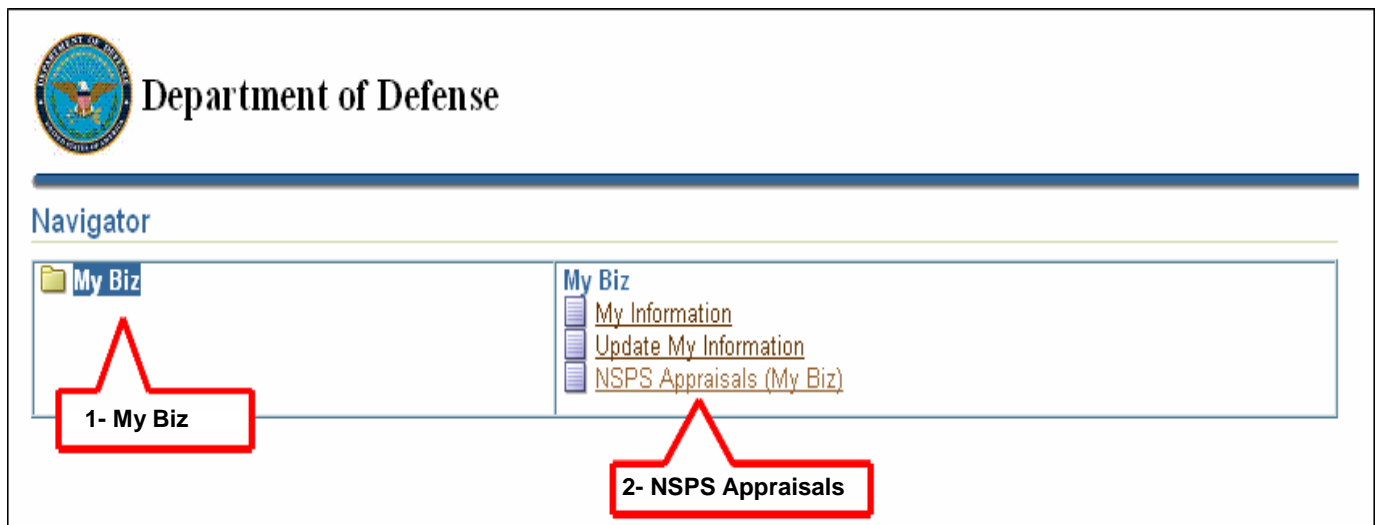 Department of Defense
Navigator
My Biz
My Biz
My Information
Update My Information
NSPS Appraisals (My Biz)
1- My Biz
2- NSPS Appraisals